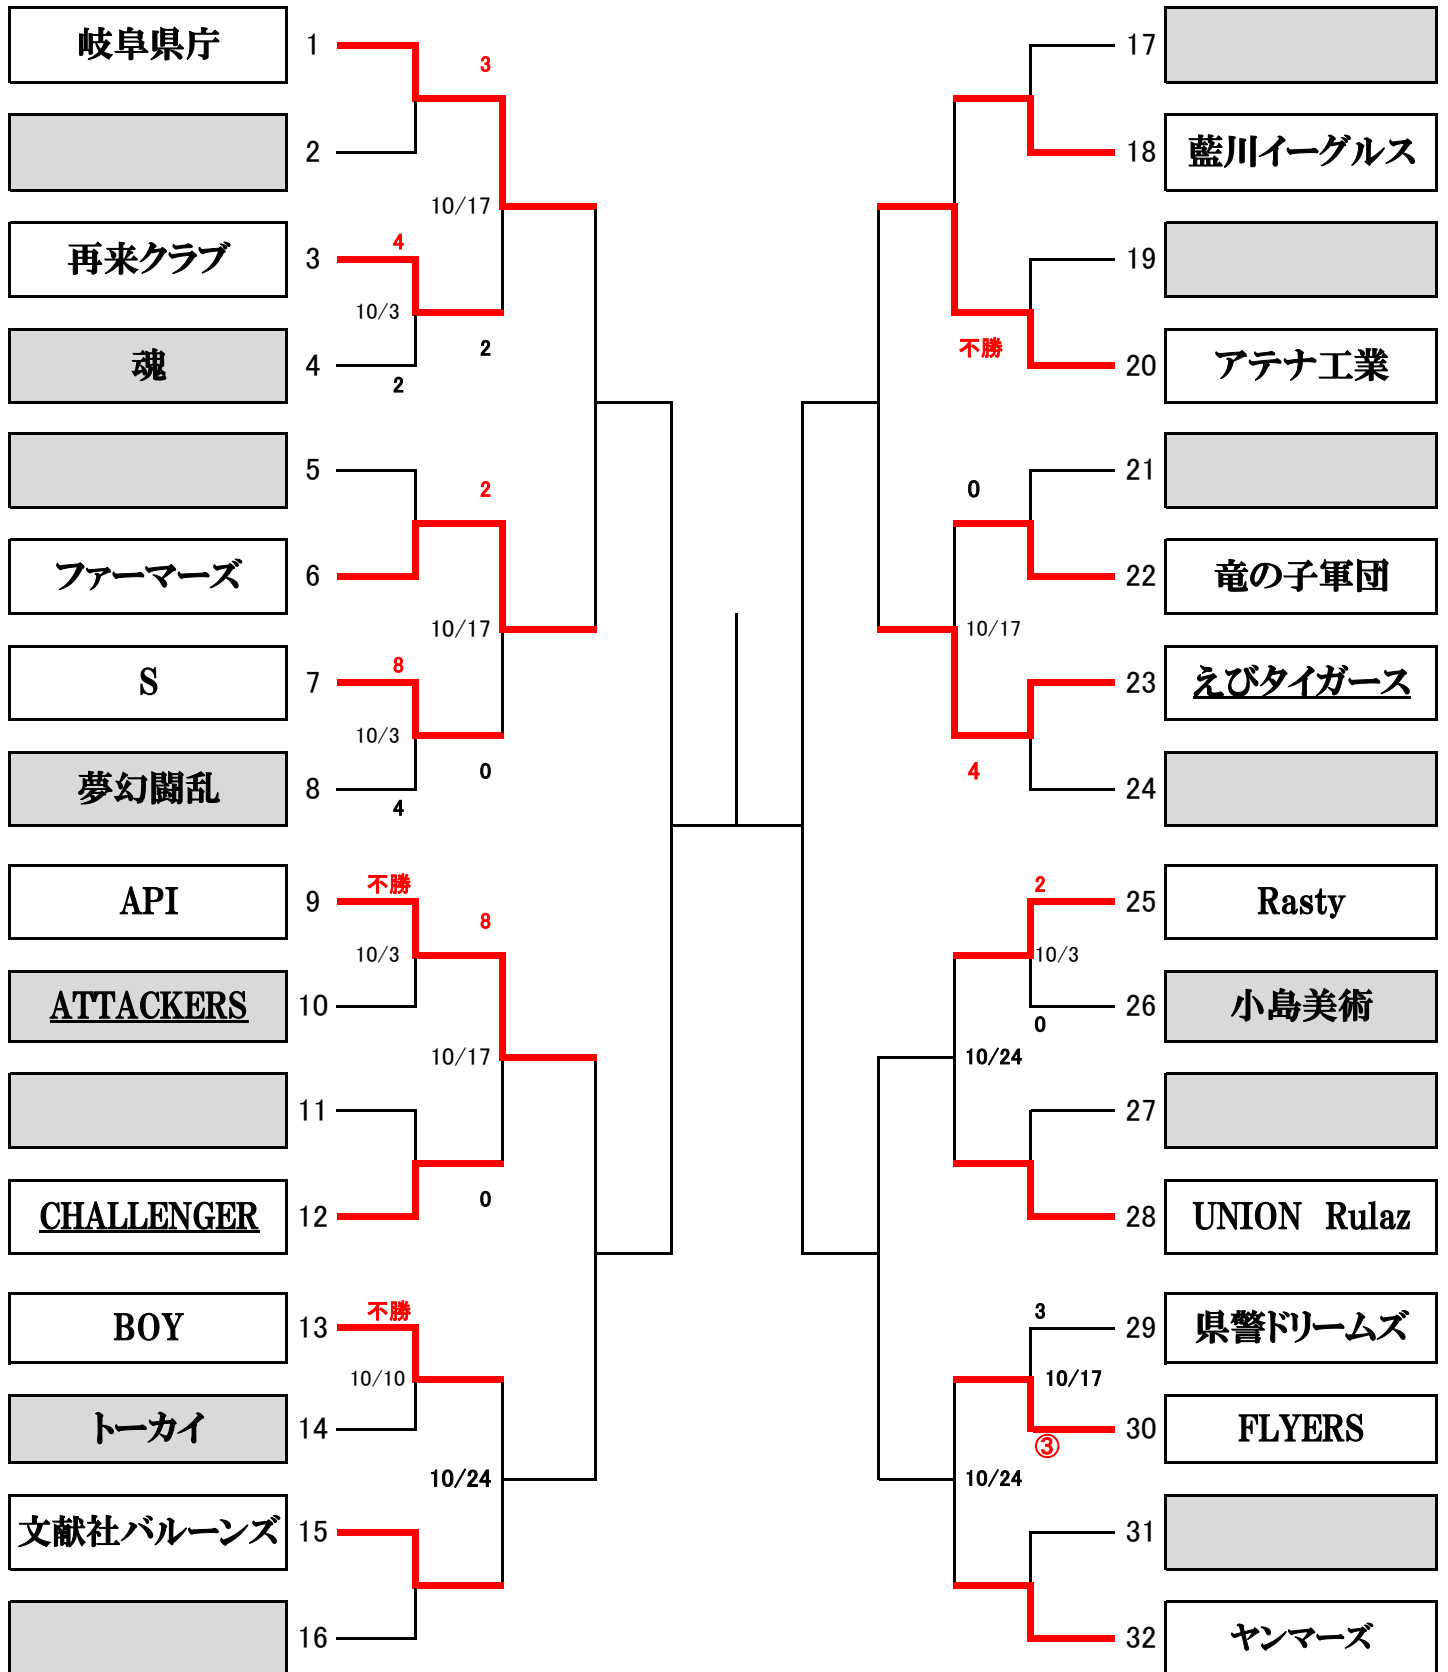 岐阜県庁 1
3
2
10/17
再来クラブ 3
4
10/3
魂 4
2
2
5
2
ファーマーズ 6
10/17
S 7
8
10/3
0
夢幻闘乱 8
4
API 9
不勝
8
10/3
ATTACKERS 10
10/17
11
CHALLENGER 12
0
BOY 13
不勝
10/10
トーカイ 14
10/24
文献社バルーンズ 15
16
17
18 藍川イーグルス
19
不勝
20 アテナ工業
21
0
22 竜の子軍団
10/17
23 えびタイガース
4
24
2
25 Rasty
10/3
26 小島美術
0
10/24
27
28 UNION Rulaz
3
29 県警ドリームズ
10/17
30 FLYERS
③
10/24
31
32 ヤンマーズ